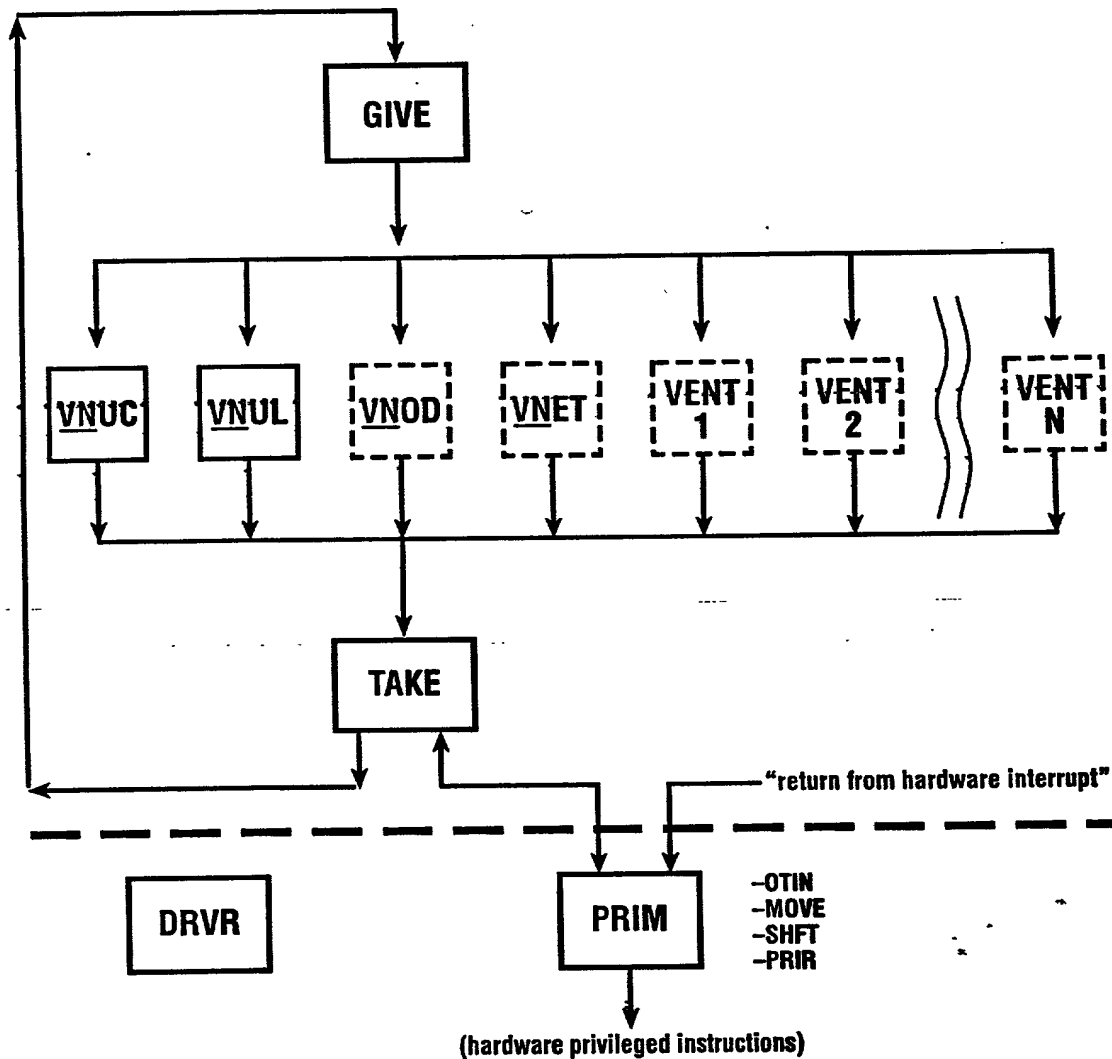 GIVE
VNUC
VNUL
VNOD
VNET
VENT
1
VENT
2
VENT
N
TAKE
“return from hardware interrupt”
DRVR
PRIM
–OTIN
–MOVE
–SHFT
–PRIR
(hardware privileged instructions)